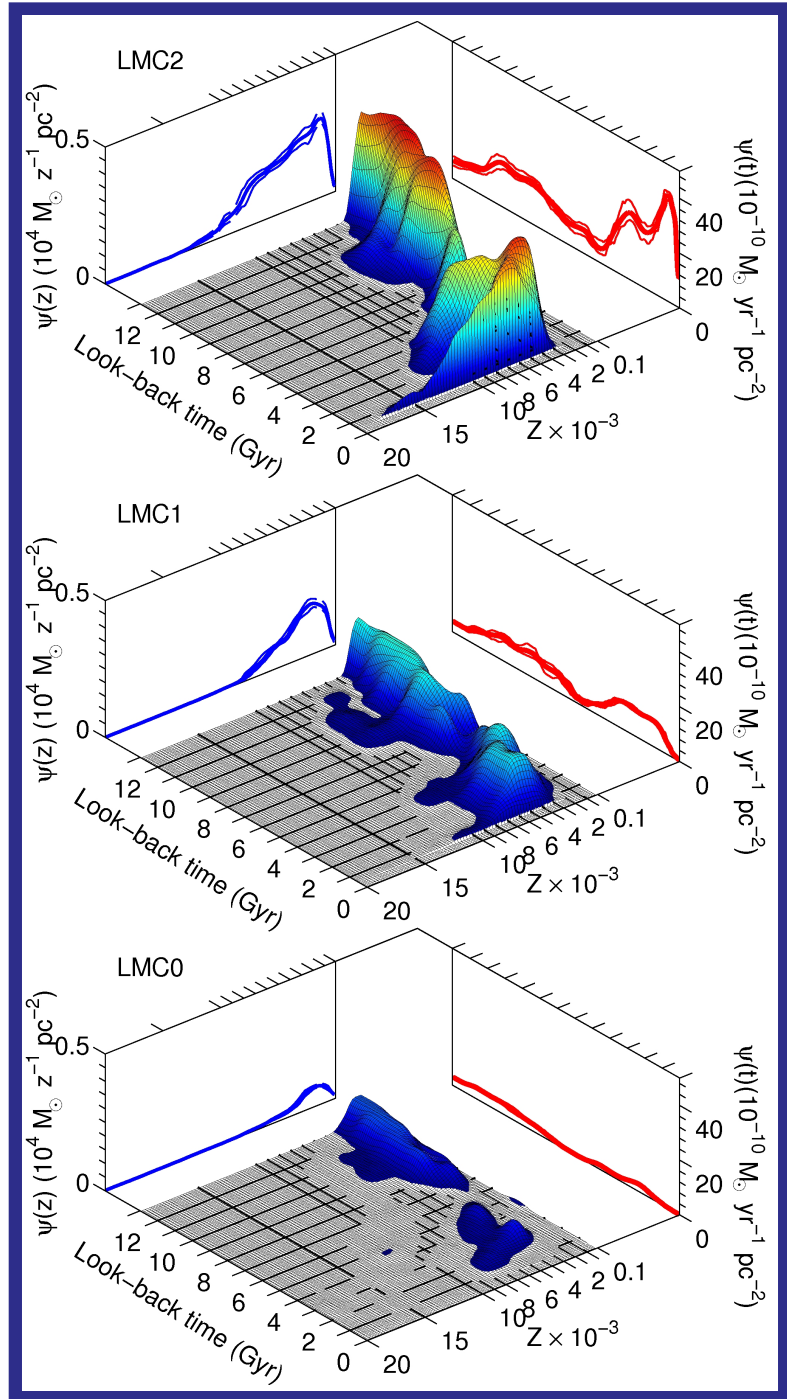 LMC2
ψ(z) (10⁴ M☉ z⁻¹ pc⁻²)
0.5
0
12 10 8 6 4 2 0
Look–back time (Gyr)
20 15 10 8 6 4 2 0.1
Z × 10⁻³
ψ(t)(10⁻¹⁰ M☉ yr⁻¹ pc⁻²)
40
20
0
LMC1
ψ(z) (10⁴ M☉ z⁻¹ pc⁻²)
0.5
0
12 10 8 6 4 2 0
Look–back time (Gyr)
20 15 10 8 6 4 2 0.1
Z × 10⁻³
ψ(t)(10⁻¹⁰ M☉ yr⁻¹ pc⁻²)
40
20
0
LMC0
ψ(z) (10⁴ M☉ z⁻¹ pc⁻²)
0.5
0
12 10 8 6 4 2 0
Look–back time (Gyr)
20 15 10 8 6 4 2 0.1
Z × 10⁻³
ψ(t)(10⁻¹⁰ M☉ yr⁻¹ pc⁻²)
40
20
0